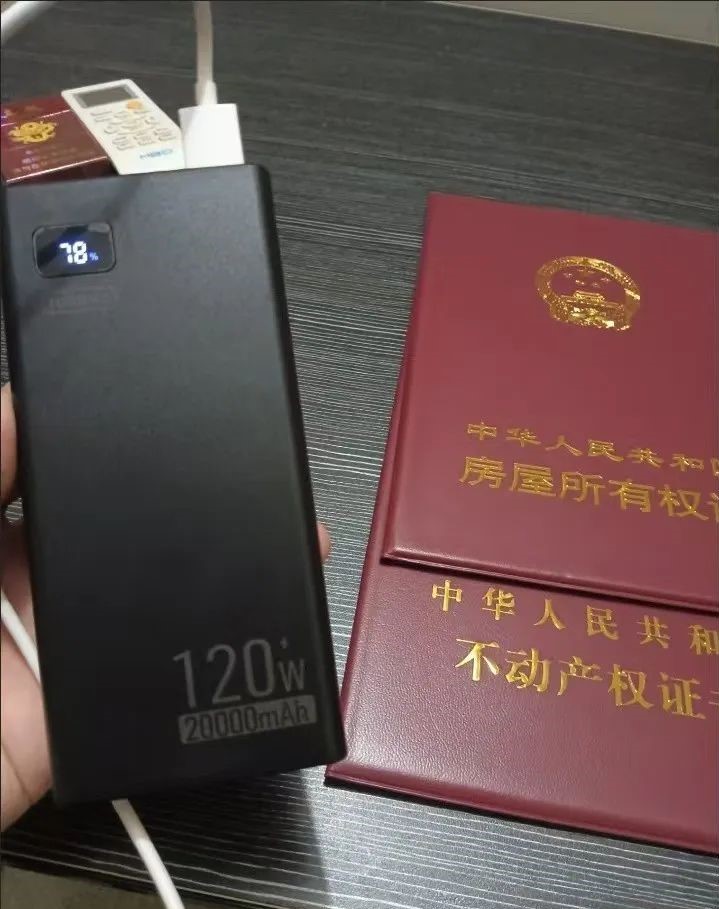 78%
120W
20000mAh
中华人民共和
房屋所有权
中华人民共和
不动产权证